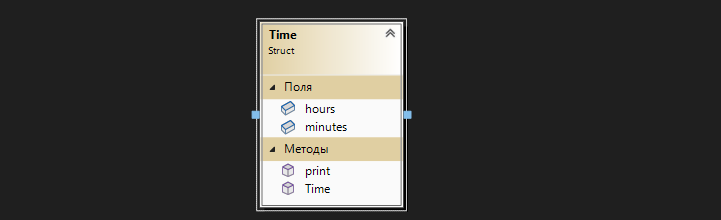 Time
Struct
Поля
hours
minutes
Методы
print
Time